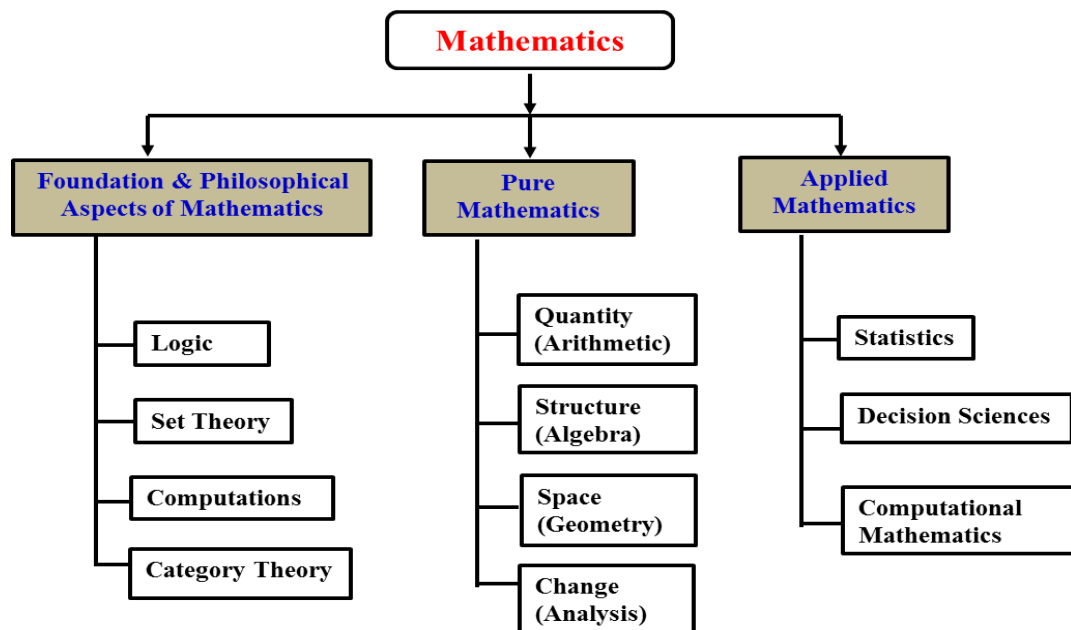 Mathematics
Foundation & Philosophical
Aspects of Mathematics
Logic
Set Theory
Computations
Category Theory
Pure
Mathematics
Quantity
(Arithmetic)
Structure
(Algebra)
Space
(Geometry)
Change
(Analysis)
Applied
Mathematics
Statistics
Decision Sciences
Computational
Mathematics